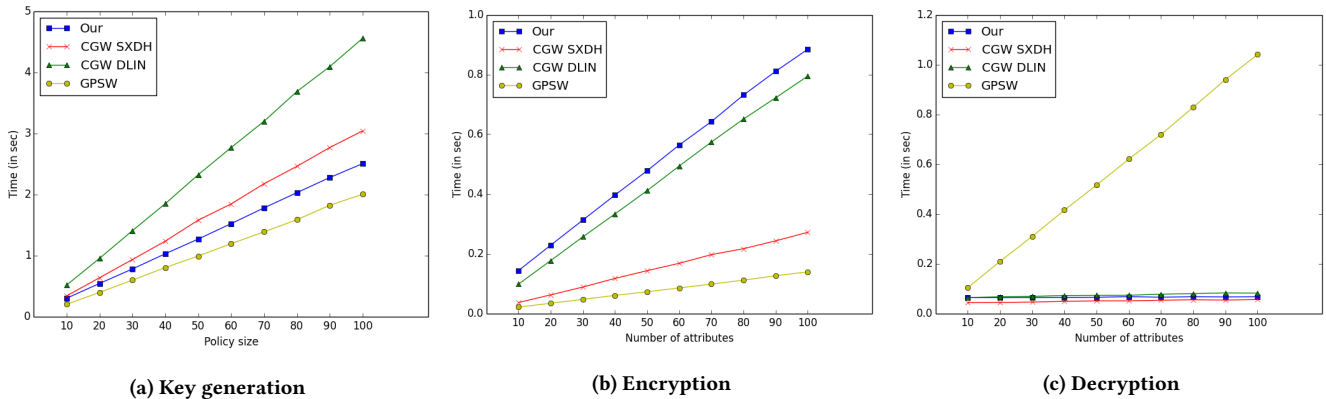 5
4
3
2
1
0
Time (in sec)
Our
CGW SXDH
CGW DLIN
GPSW
10 20 30 40 50 60 70 80 90 100
Policy size
(a) Key generation
1.0
0.8
0.6
0.4
0.2
0.0
Time (in sec)
Our
CGW SXDH
CGW DLIN
GPSW
10 20 30 40 50 60 70 80 90 100
Number of attributes
(b) Encryption
1.2
1.0
0.8
0.6
0.4
0.2
0.0
Time (in sec)
Our
CGW SXDH
CGW DLIN
GPSW
10 20 30 40 50 60 70 80 90 100
Number of attributes
(c) Decryption